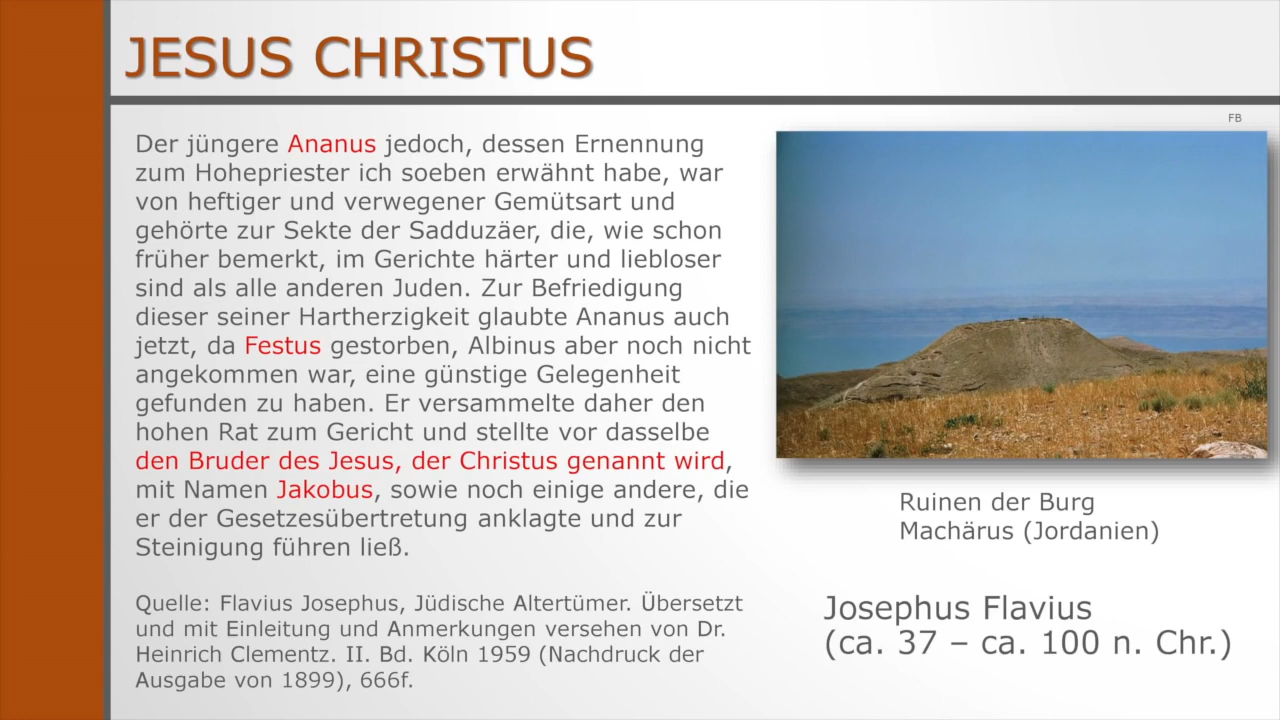 JESUS CHRISTUS
FB
Der jüngere Ananus jedoch, dessen Ernennung
zum Hohepriester ich soeben erwähnt habe, war
von heftiger und verwegener Gemütsart und
gehörte zur Sekte der Sadduzäer, die, wie schon
früher bemerkt, im Gerichte härter und liebloser
sind als alle anderen Juden. Zur Befriedigung
dieser seiner Hartherzigkeit glaubte Ananus auch
jetzt, da Festus gestorben, Albinus aber noch nicht
angekommen war, eine günstige Gelegenheit
gefunden zu haben. Er versammelte daher den
hohen Rat zum Gericht und stellte vor dasselbe
den Bruder des Jesus, der Christus genannt wird,
mit Namen Jakobus, sowie noch einige andere, die
er der Gesetzesübertretung anklagte und zur
Steinigung führen ließ.
Quelle: Flavius Josephus, Jüdische Altertümer. Übersetzt
und mit Einleitung und Anmerkungen versehen von Dr.
Heinrich Clementz. II. Bd. Köln 1959 (Nachdruck der
Ausgabe von 1899), 666f.
Ruinen der Burg
Machärus (Jordanien)
Josephus Flavius
(ca. 37 – ca. 100 n. Chr.)